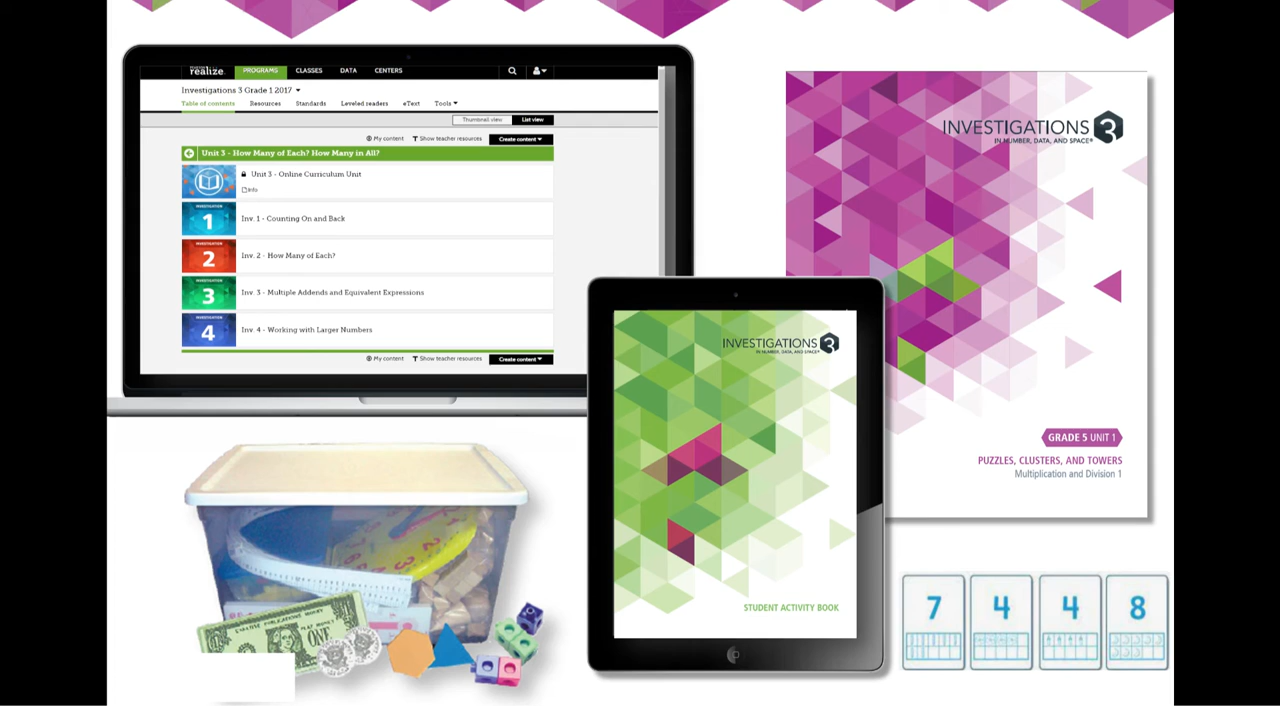 realize.
PROGRAMS
CLASSES
DATA
CENTERS
Investigations 3 Grade 1 2017
Table of contents
Resources
Standards
Leveled readers
eText
Tools
Thumbnail view
List view
My content
Show teacher resources
Create content
Unit 3 - How Many of Each? How Many in All?
Unit 3 - Online Curriculum Unit
Info
INVESTIGATION
1
Inv. 1 - Counting On and Back
INVESTIGATION
2
Inv. 2 - How Many of Each?
INVESTIGATION
3
Inv. 3 - Multiple Addends and Equivalent Expressions
INVESTIGATION
4
Inv. 4 - Working with Larger Numbers
My content
Show teacher resources
Create content
INVESTIGATIONS 3
IN NUMBER, DATA, AND SPACE®
GRADE 5 UNIT 1
PUZZLES, CLUSTERS, AND TOWERS
Multiplication and Division 1
INVESTIGATIONS 3
IN NUMBER, DATA, AND SPACE®
STUDENT ACTIVITY BOOK
ONE
7 4 4 8